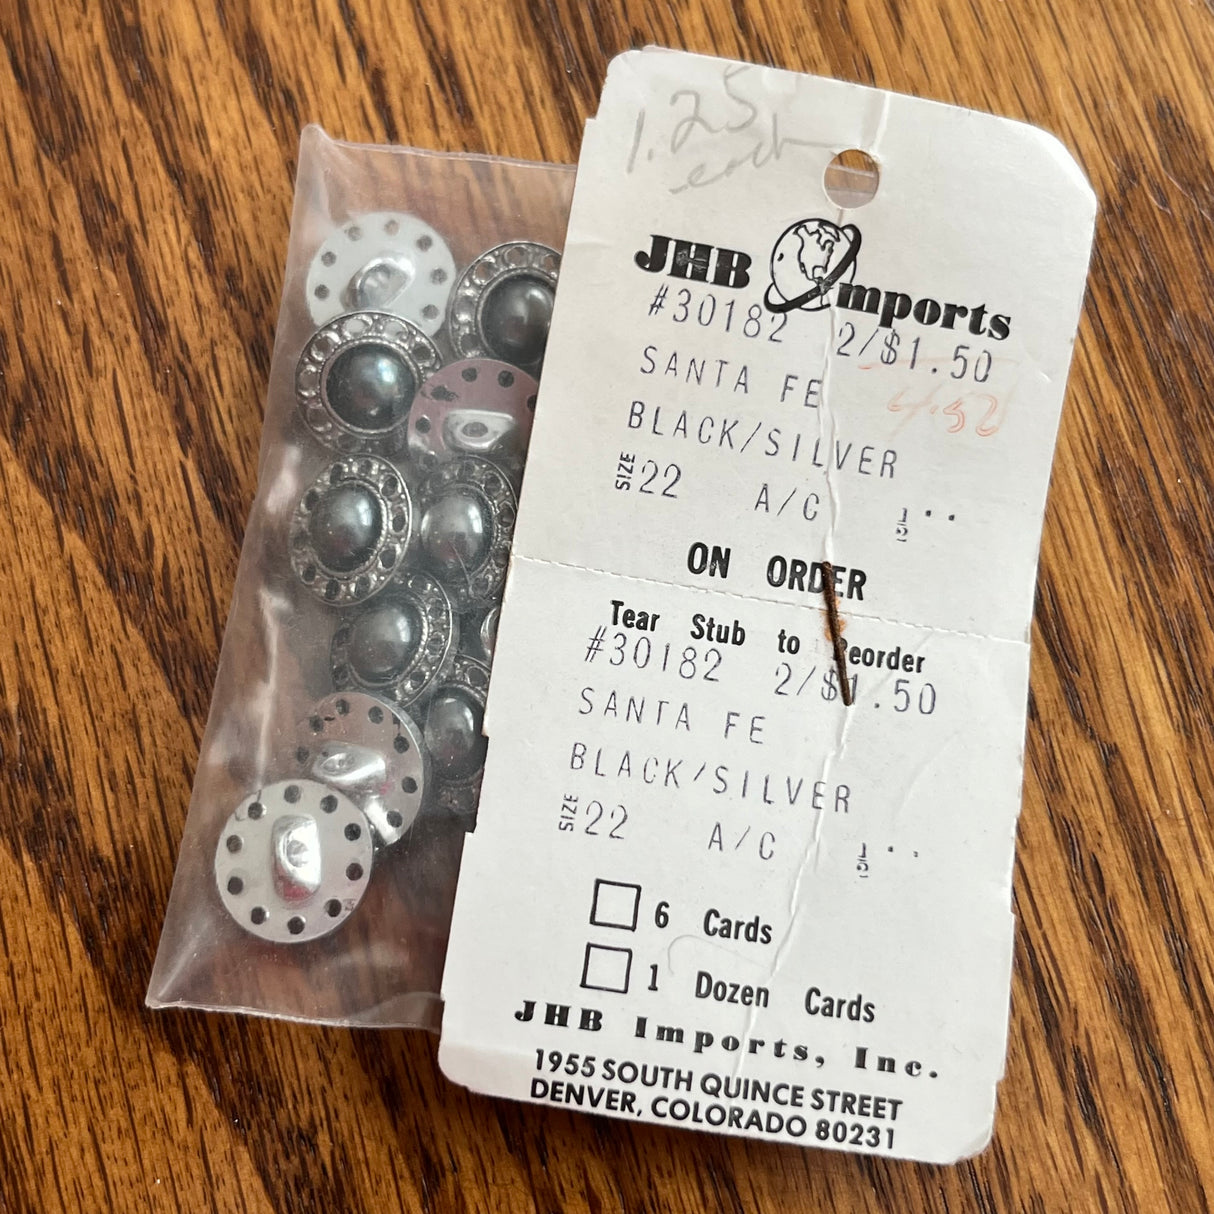 1.25
each
JHB Imports
#30182 2/$1.50
4.52
SANTA FE
BLACK/SILVER
SIZE 22 A/C 1/2"
ON ORDER
Tear Stub to Reorder
#30182 2/$1.50
SANTA FE
BLACK/SILVER
SIZE 22 A/C 1/2"
6 Cards
1 Dozen Cards
JHB Imports, Inc.
1955 SOUTH QUINCE STREET
DENVER, COLORADO 80231